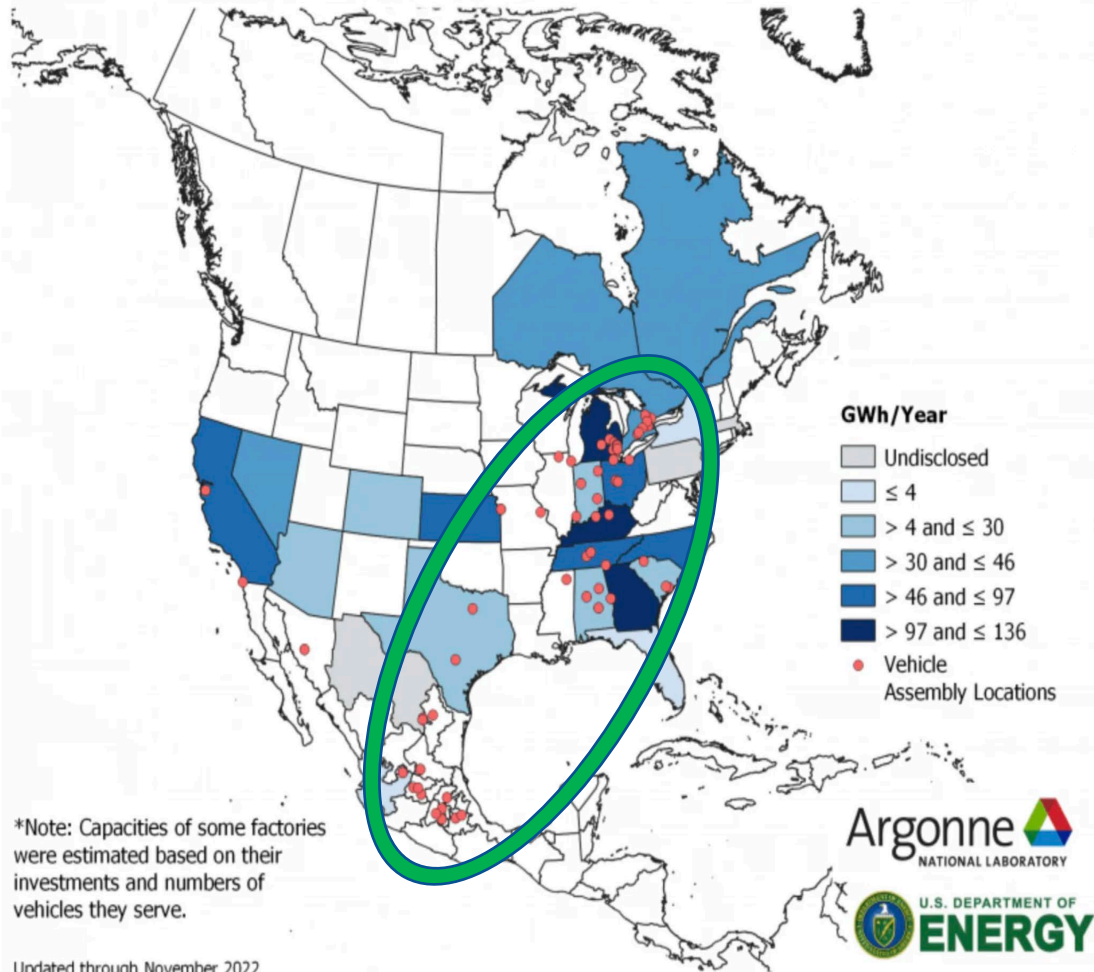 GWh/Year
Undisclosed
≤ 4
> 4 and ≤ 30
> 30 and ≤ 46
> 46 and ≤ 97
> 97 and ≤ 136
Vehicle
Assembly Locations
*Note: Capacities of some factories
were estimated based on their
investments and numbers of
vehicles they serve.
Updated through November 2022
Argonne
NATIONAL LABORATORY
U.S. DEPARTMENT OF
ENERGY